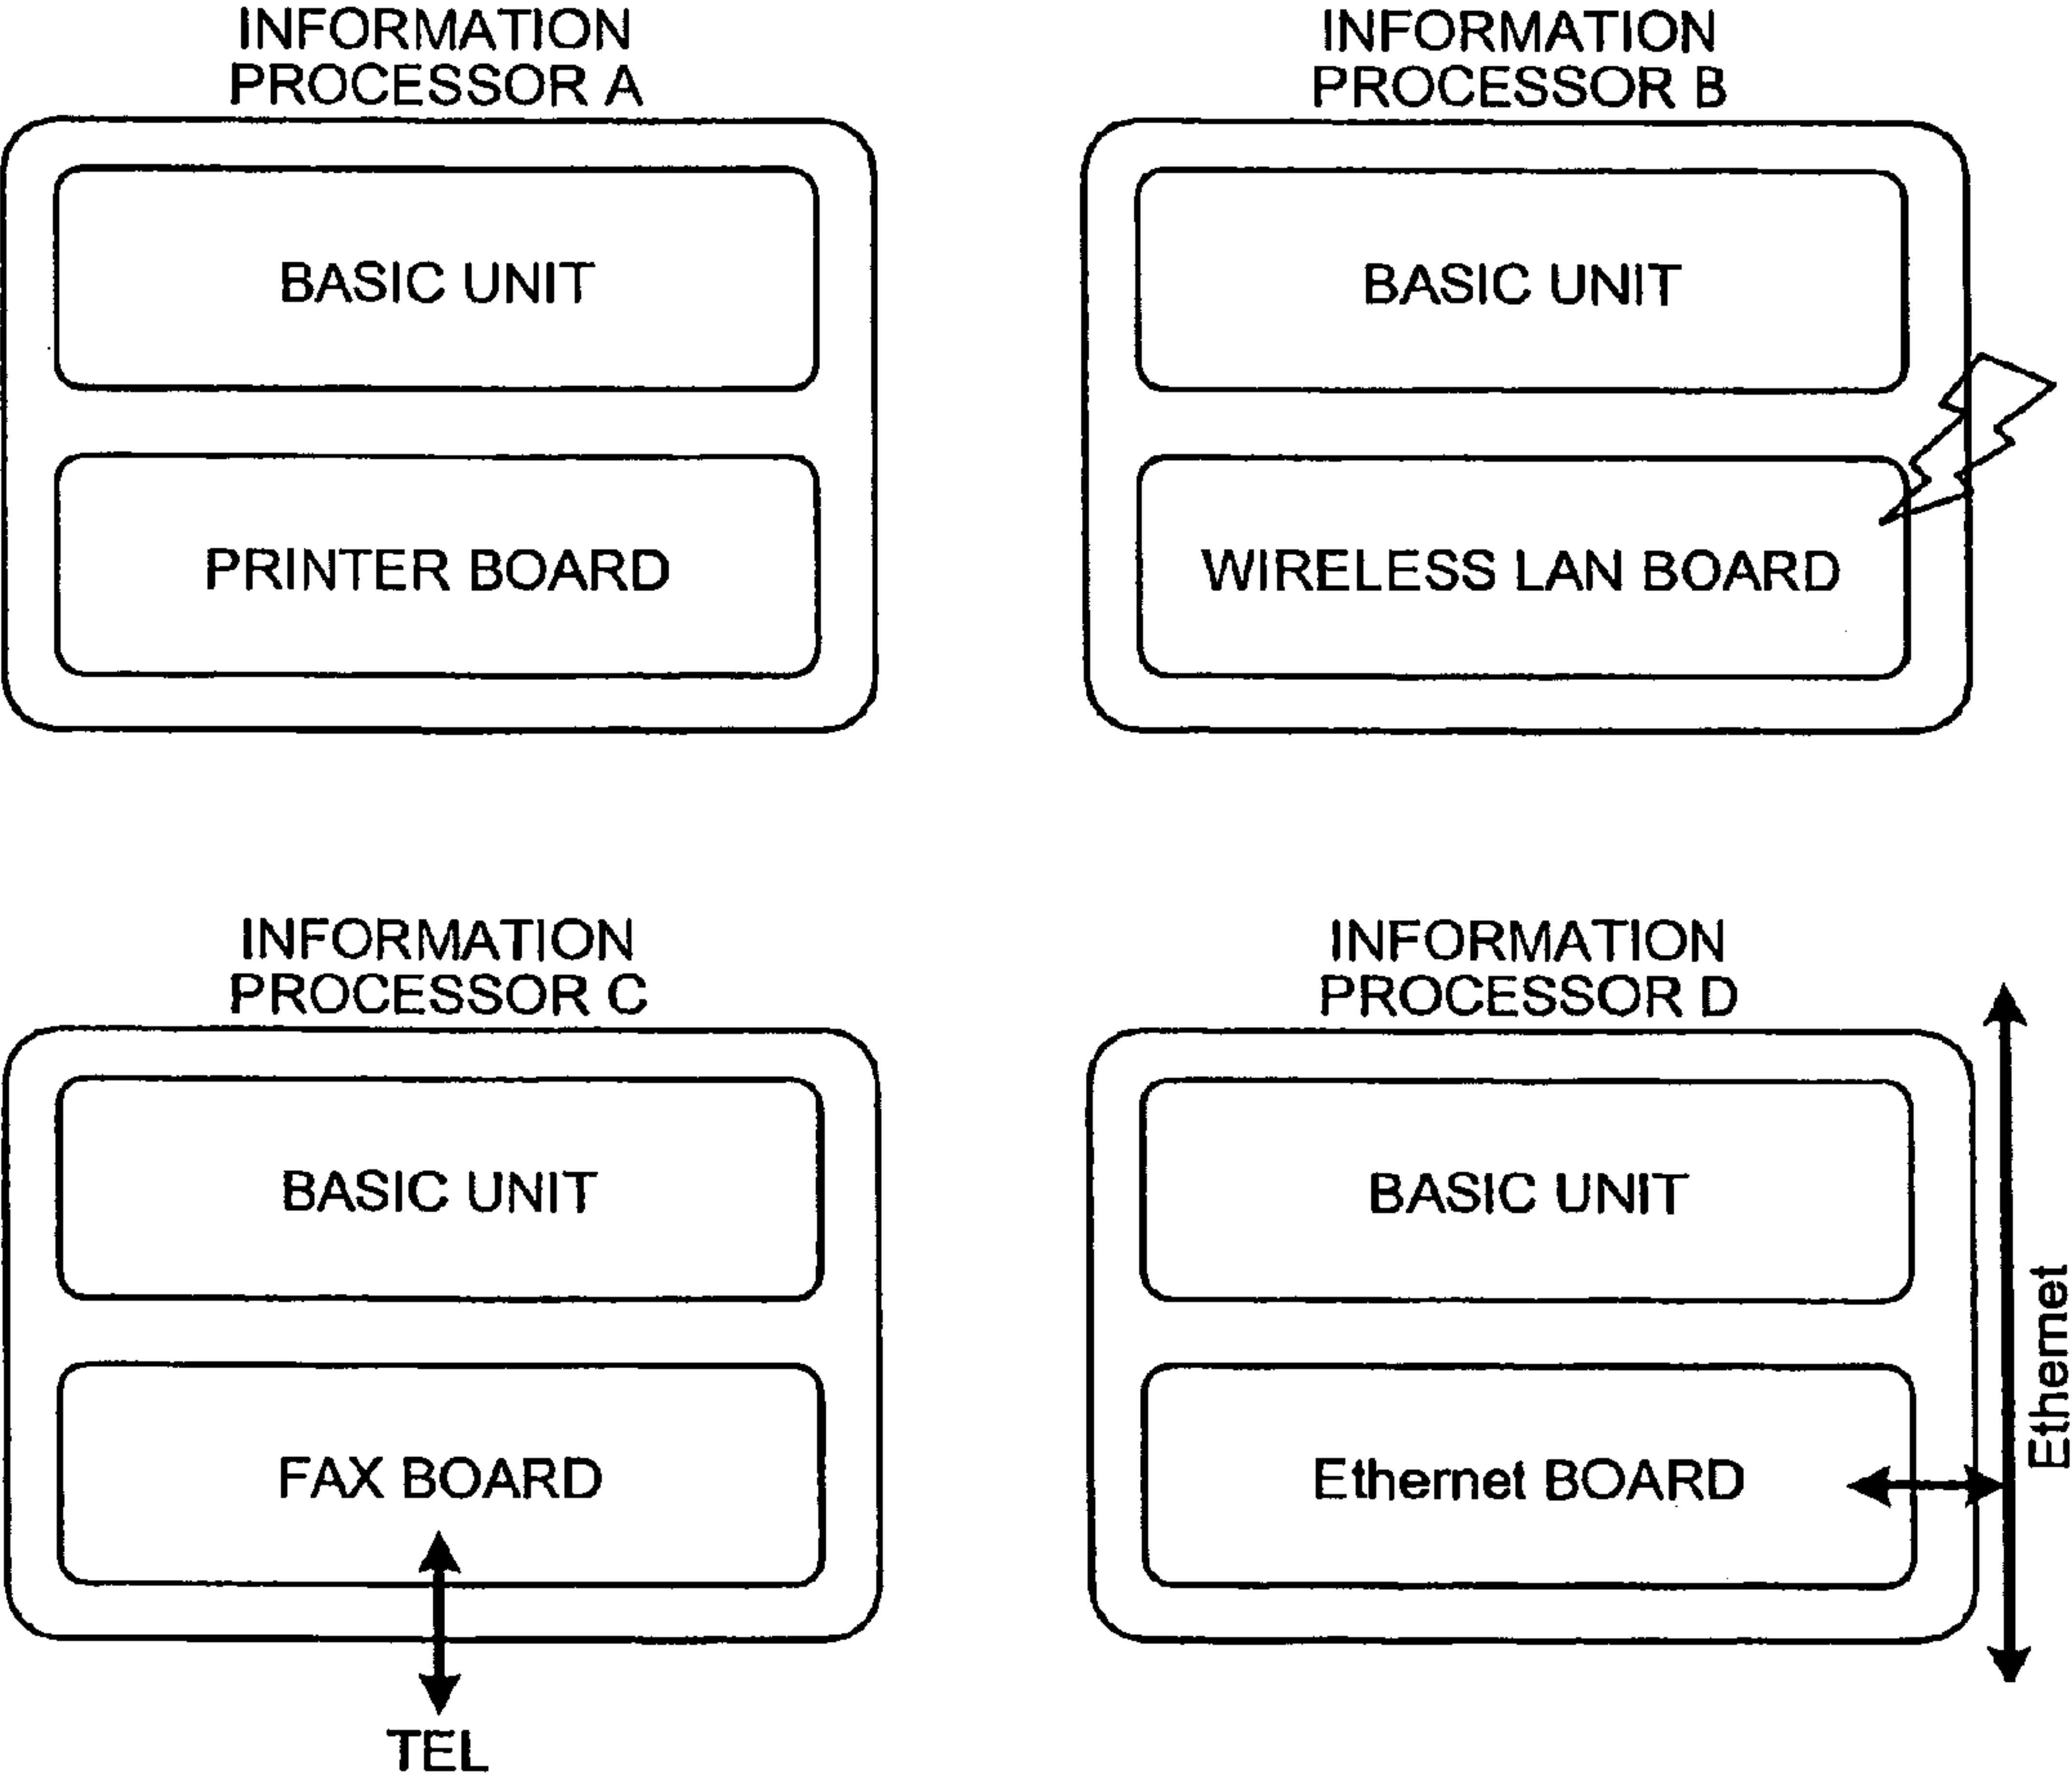 INFORMATION
PROCESSOR A
BASIC UNIT
PRINTER BOARD
INFORMATION
PROCESSOR B
BASIC UNIT
WIRELESS LAN BOARD
INFORMATION
PROCESSOR C
BASIC UNIT
FAX BOARD
TEL
INFORMATION
PROCESSOR D
BASIC UNIT
Ethernet BOARD
Ethernet